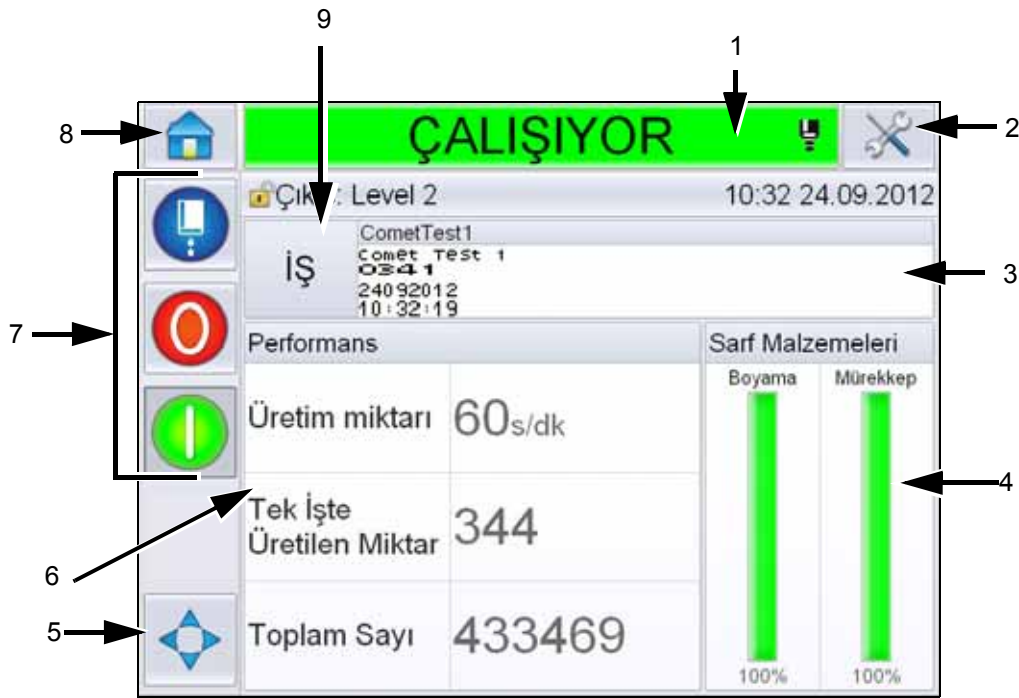 9
1
8
ÇALIŞIYOR
2
Level 2
10:32 24.09.2012
İŞ
CometTest1
Comet Test 1
0341
24092012
10:32:19
3
7
Performans
Sarf Malzemeleri
Boyama Mürekkep
Üretim miktarı 60s/dk
4
Tek İşte
Üretilen Miktar 344
6
5
Toplam Sayı 433469
100% 100%